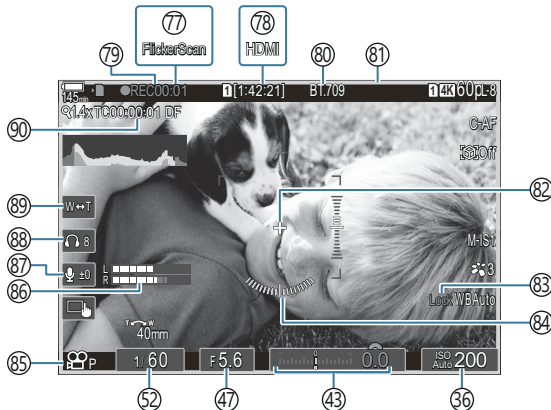 77 78
FlickerScan HDMI
79 80 81
145min ●REC00:01 1[1:42:21] BT.709 1 4K 60p L-8
1.4x TC00:00:01 DF
90
C-AF
Off
82
89 W↔T
88 8
M-IS1
87 ±0
L
R
86
3
83
Lock WBAuto
84
T W
40mm
85 P 1/60 F5.6 0 0.0 ISO Auto 200
52 47 43 36